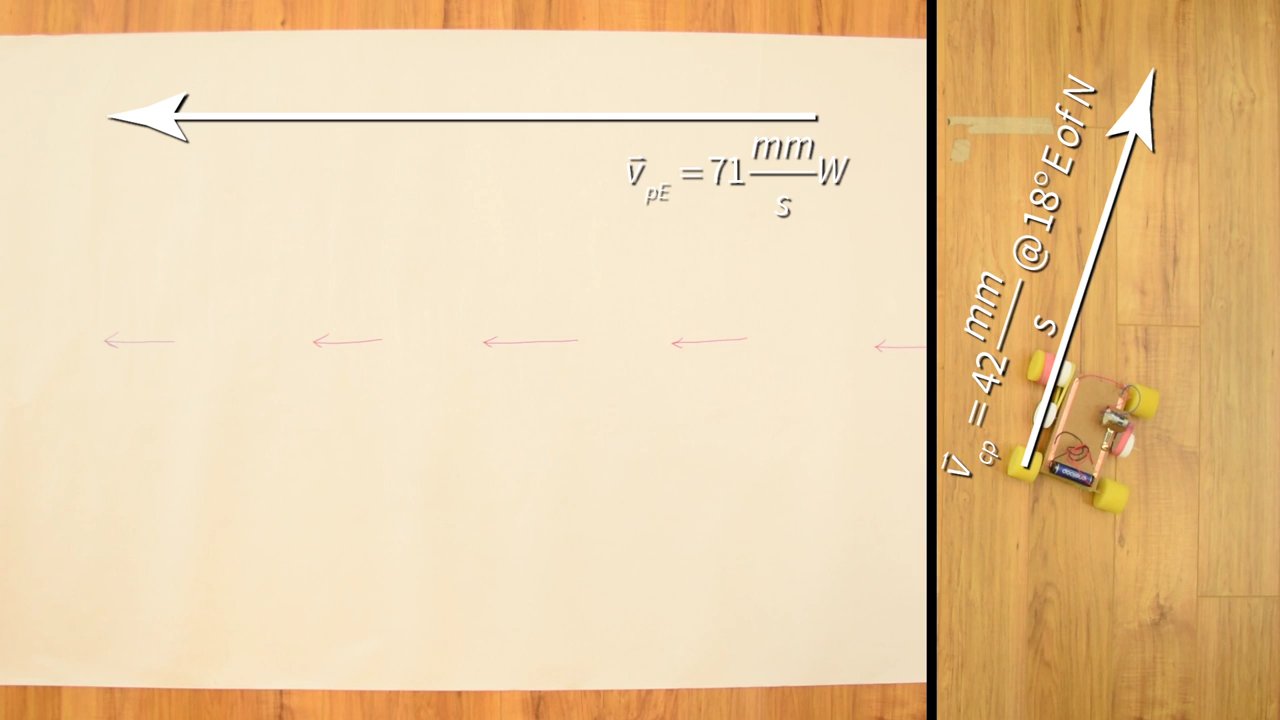 v⃗pE = 71 mm/s W
v⃗cp = 42 mm/s @ 18° E of N